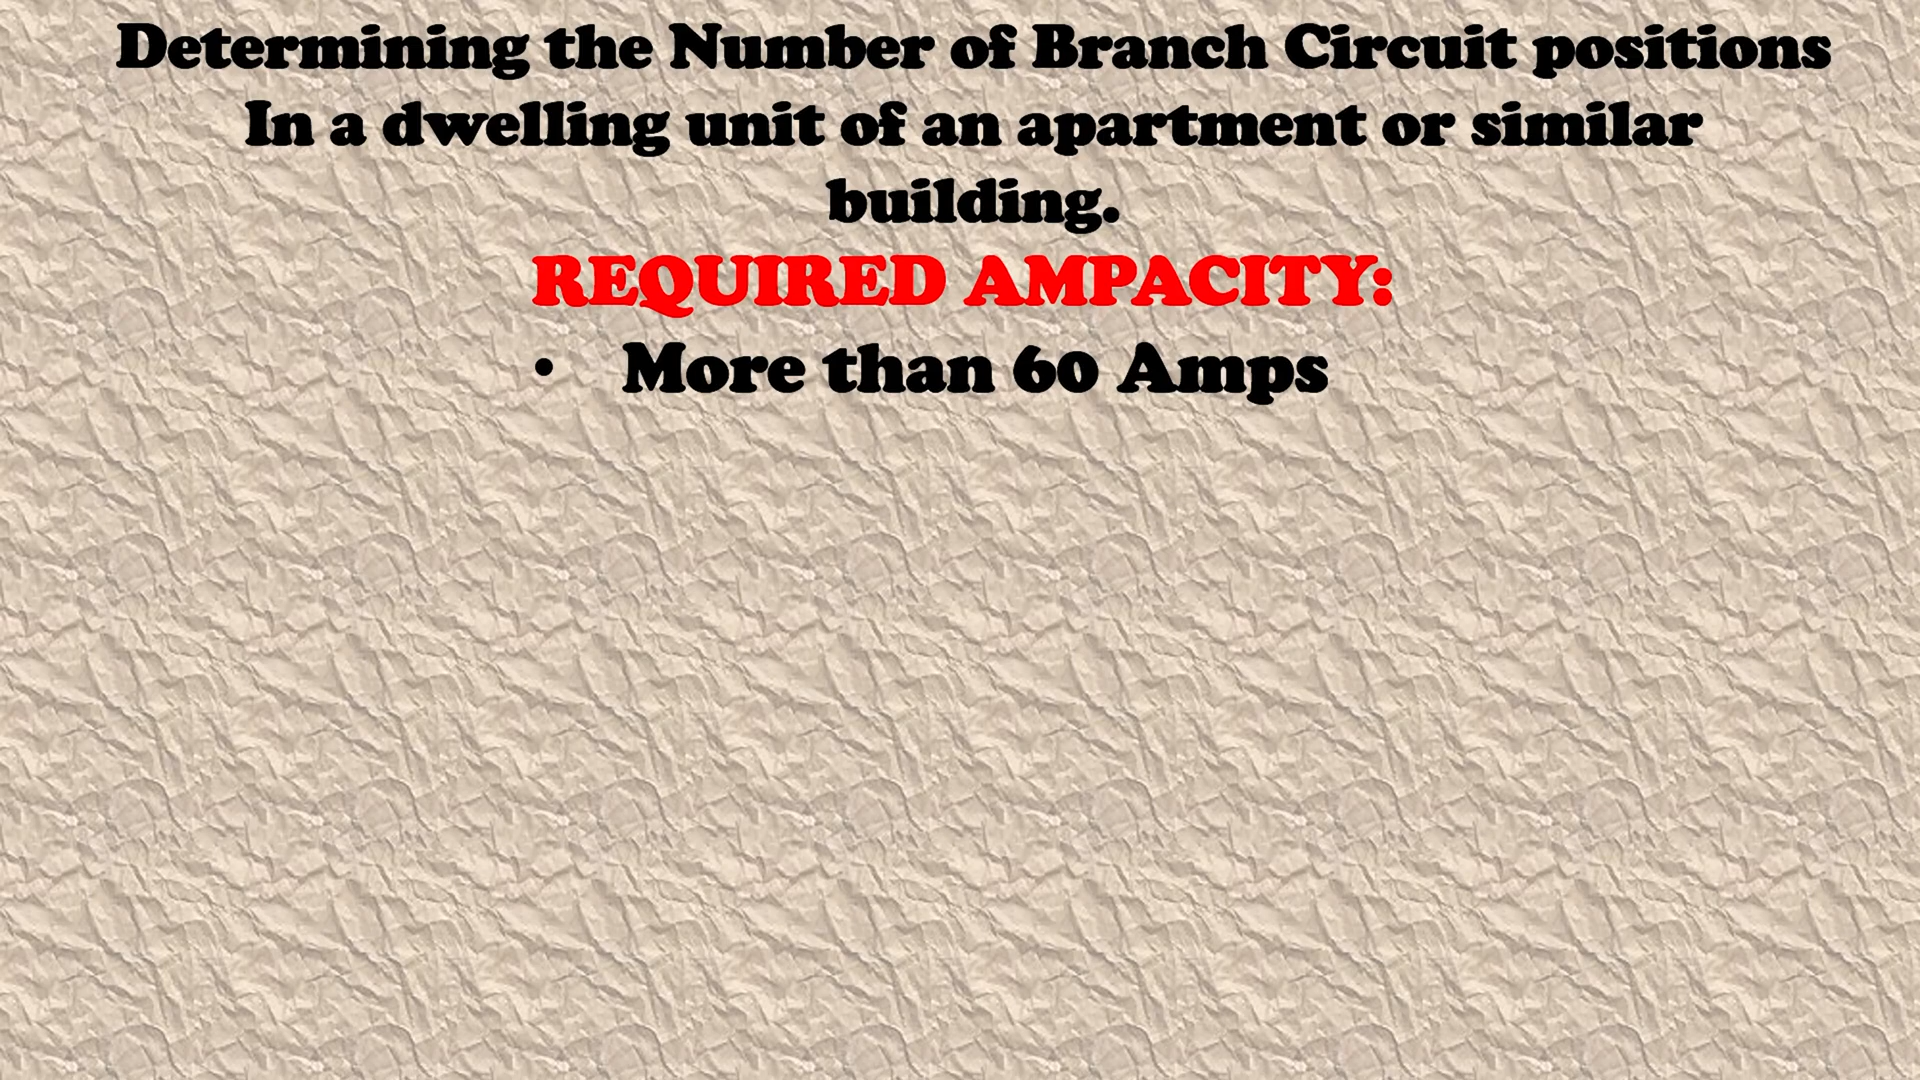 Determining the Number of Branch Circuit positions
In a dwelling unit of an apartment or similar
building.
REQUIRED AMPACITY:
• More than 60 Amps